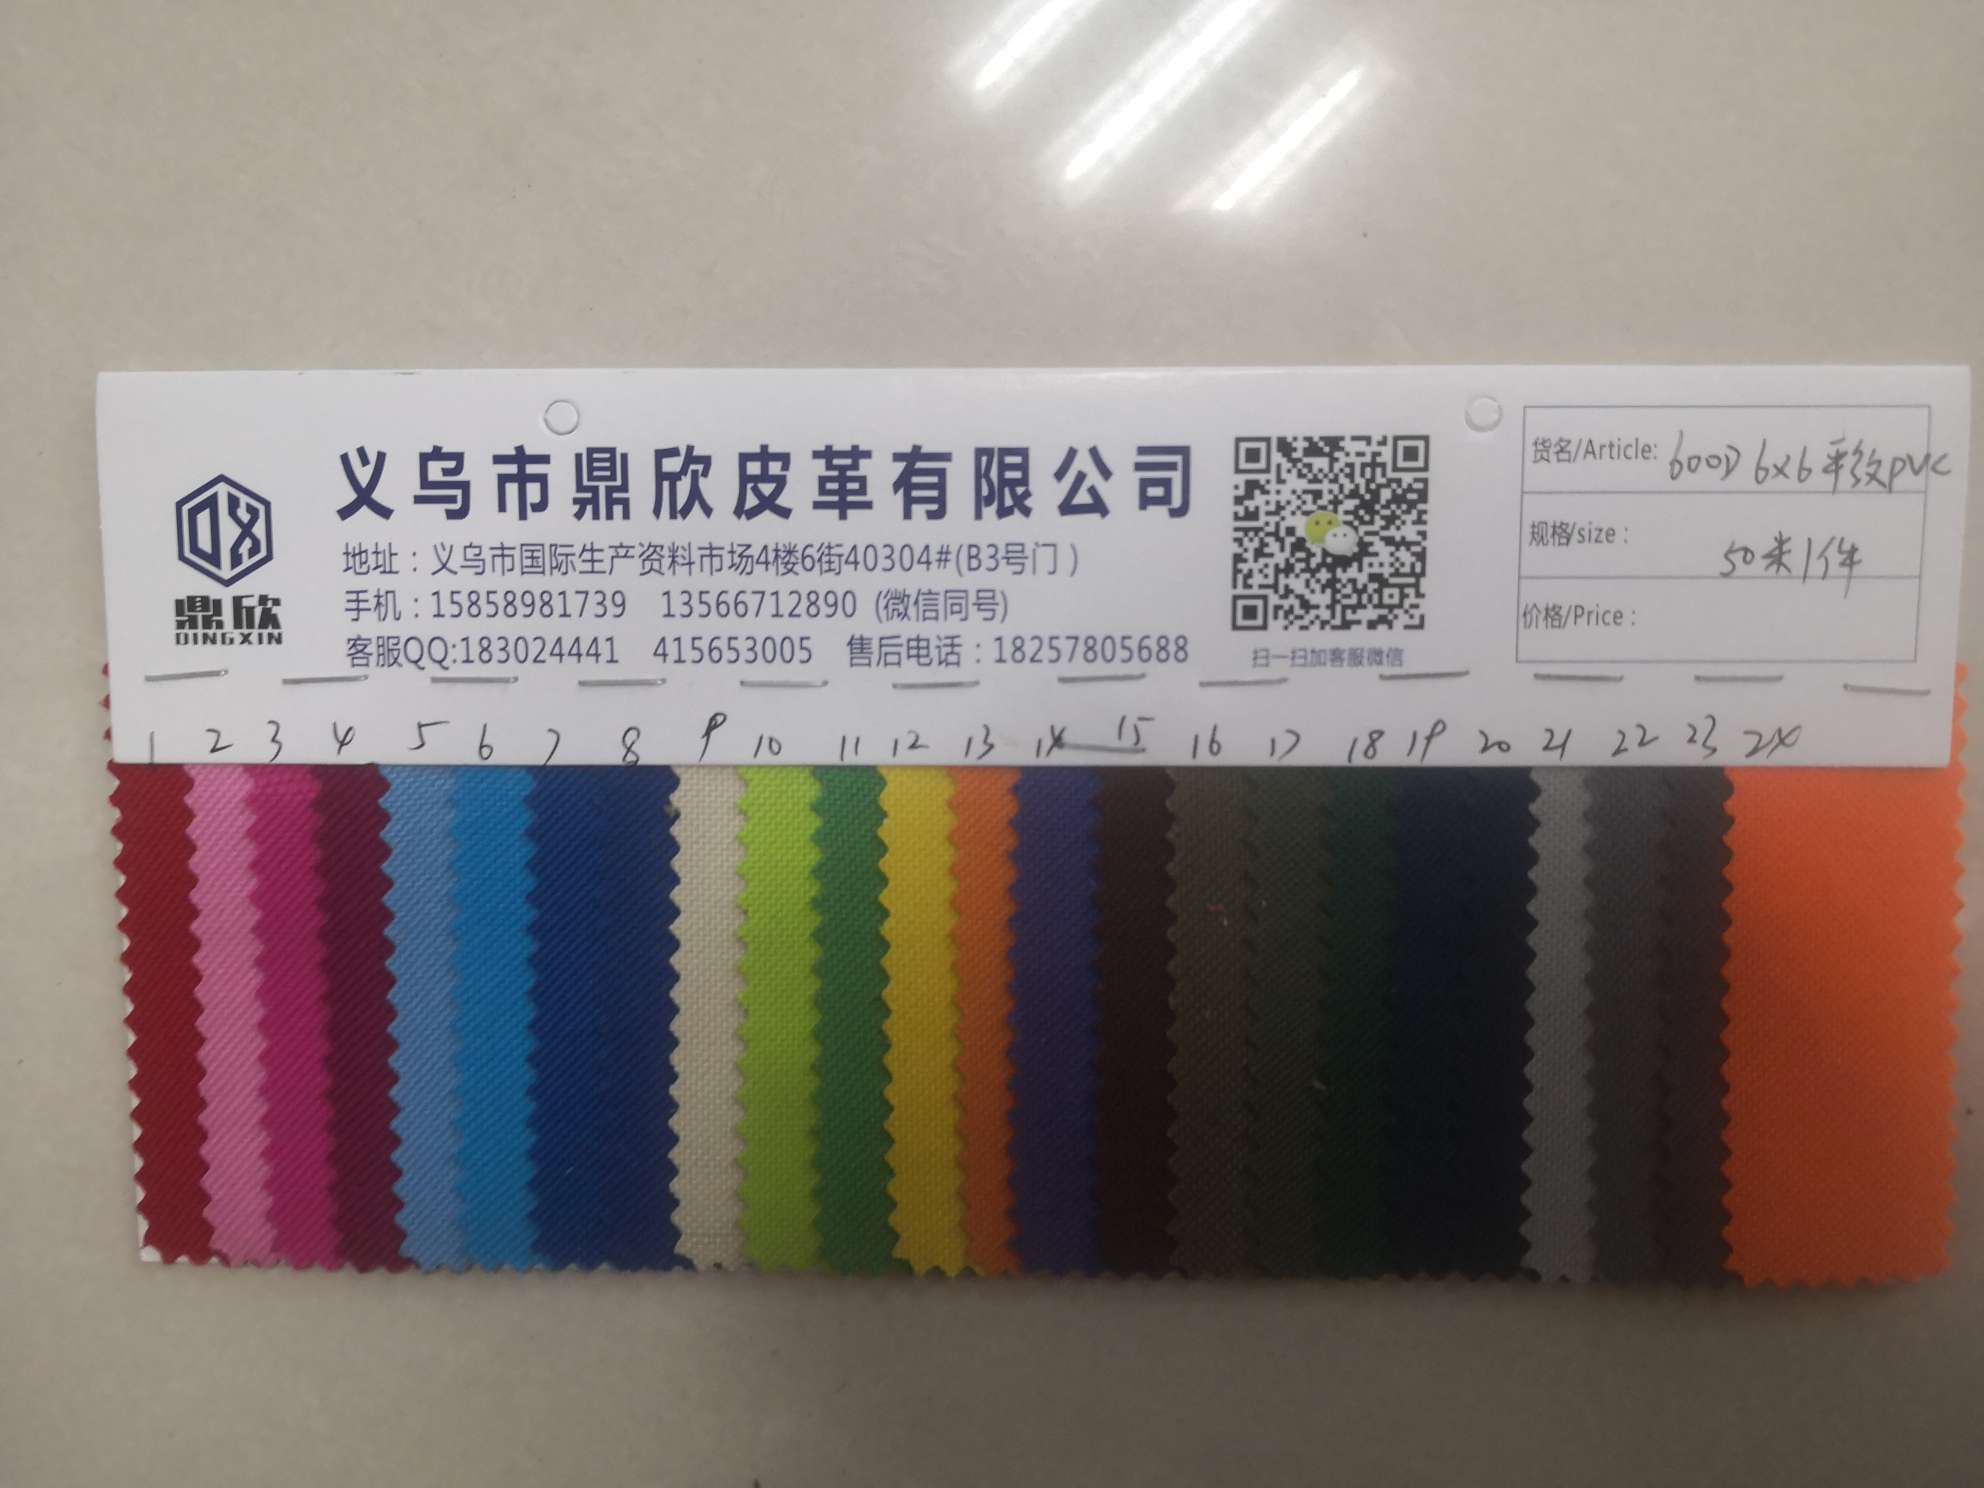 义乌市鼎欣皮革有限公司
地址：义乌市国际生产资料市场4楼6街40304#(B3号门)
手机：15858981739 13566712890 (微信同号)
客服QQ:183024441 415653005 售后电话：18257805688
DX
鼎欣
DINGXIN
扫一扫加客服微信
货名/Article: 600D 6x6 平纹PVC
规格/size： 50米1件
价格/Price：
1 2 3 4 5 6 7 8 9 10 11 12 13 14 15 16 17 18 19 20 21 22 23 24